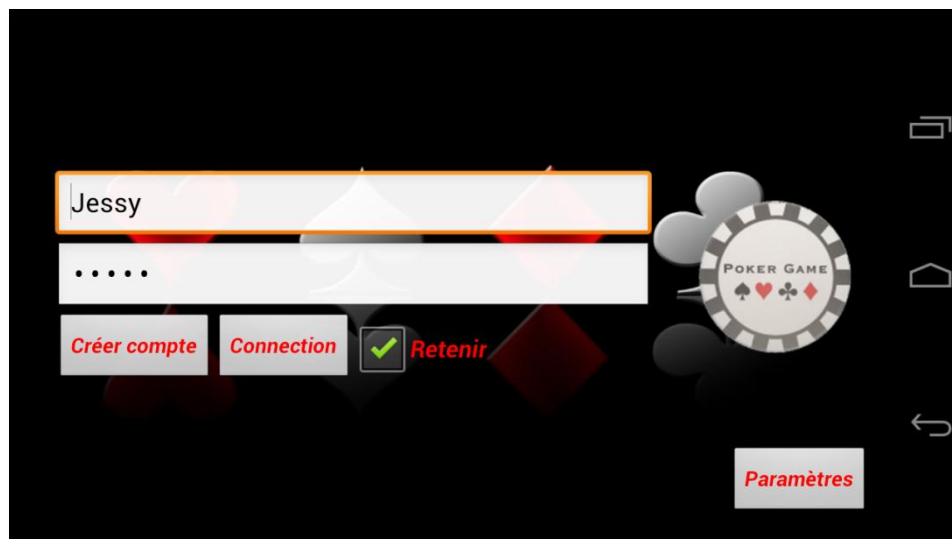 Jessy
•••••
POKER GAME
Créer compte
Connection
Retenir
Paramètres